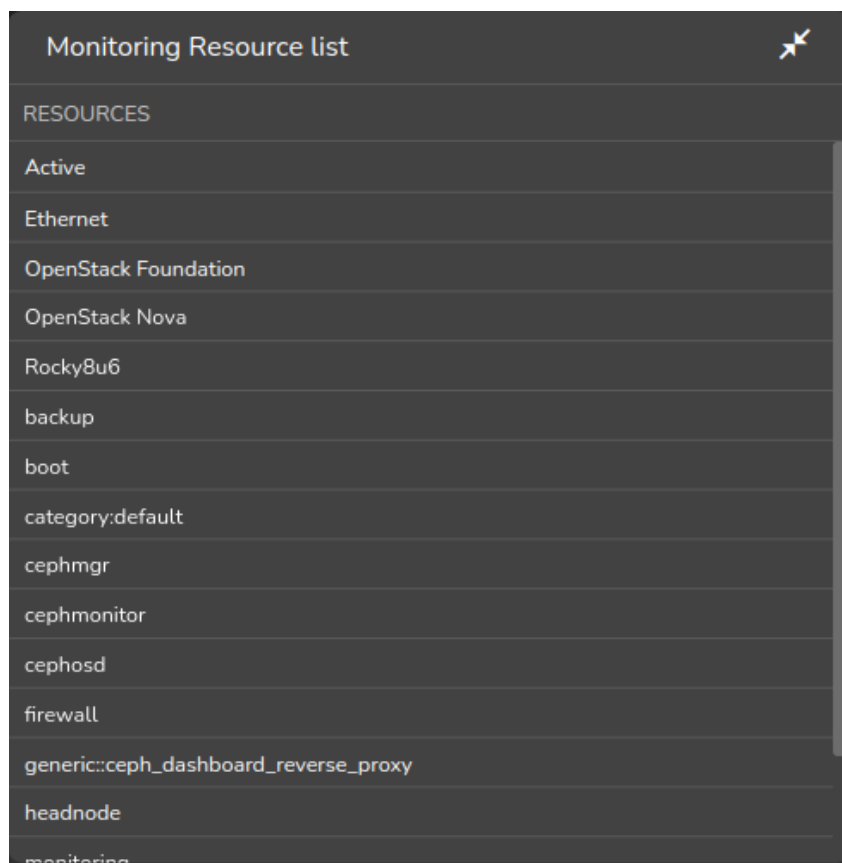 Monitoring Resource list
RESOURCES
Active
Ethernet
OpenStack Foundation
OpenStack Nova
Rocky8u6
backup
boot
category:default
cephmgr
cephmonitor
cephosd
firewall
generic::ceph_dashboard_reverse_proxy
headnode
monitoring